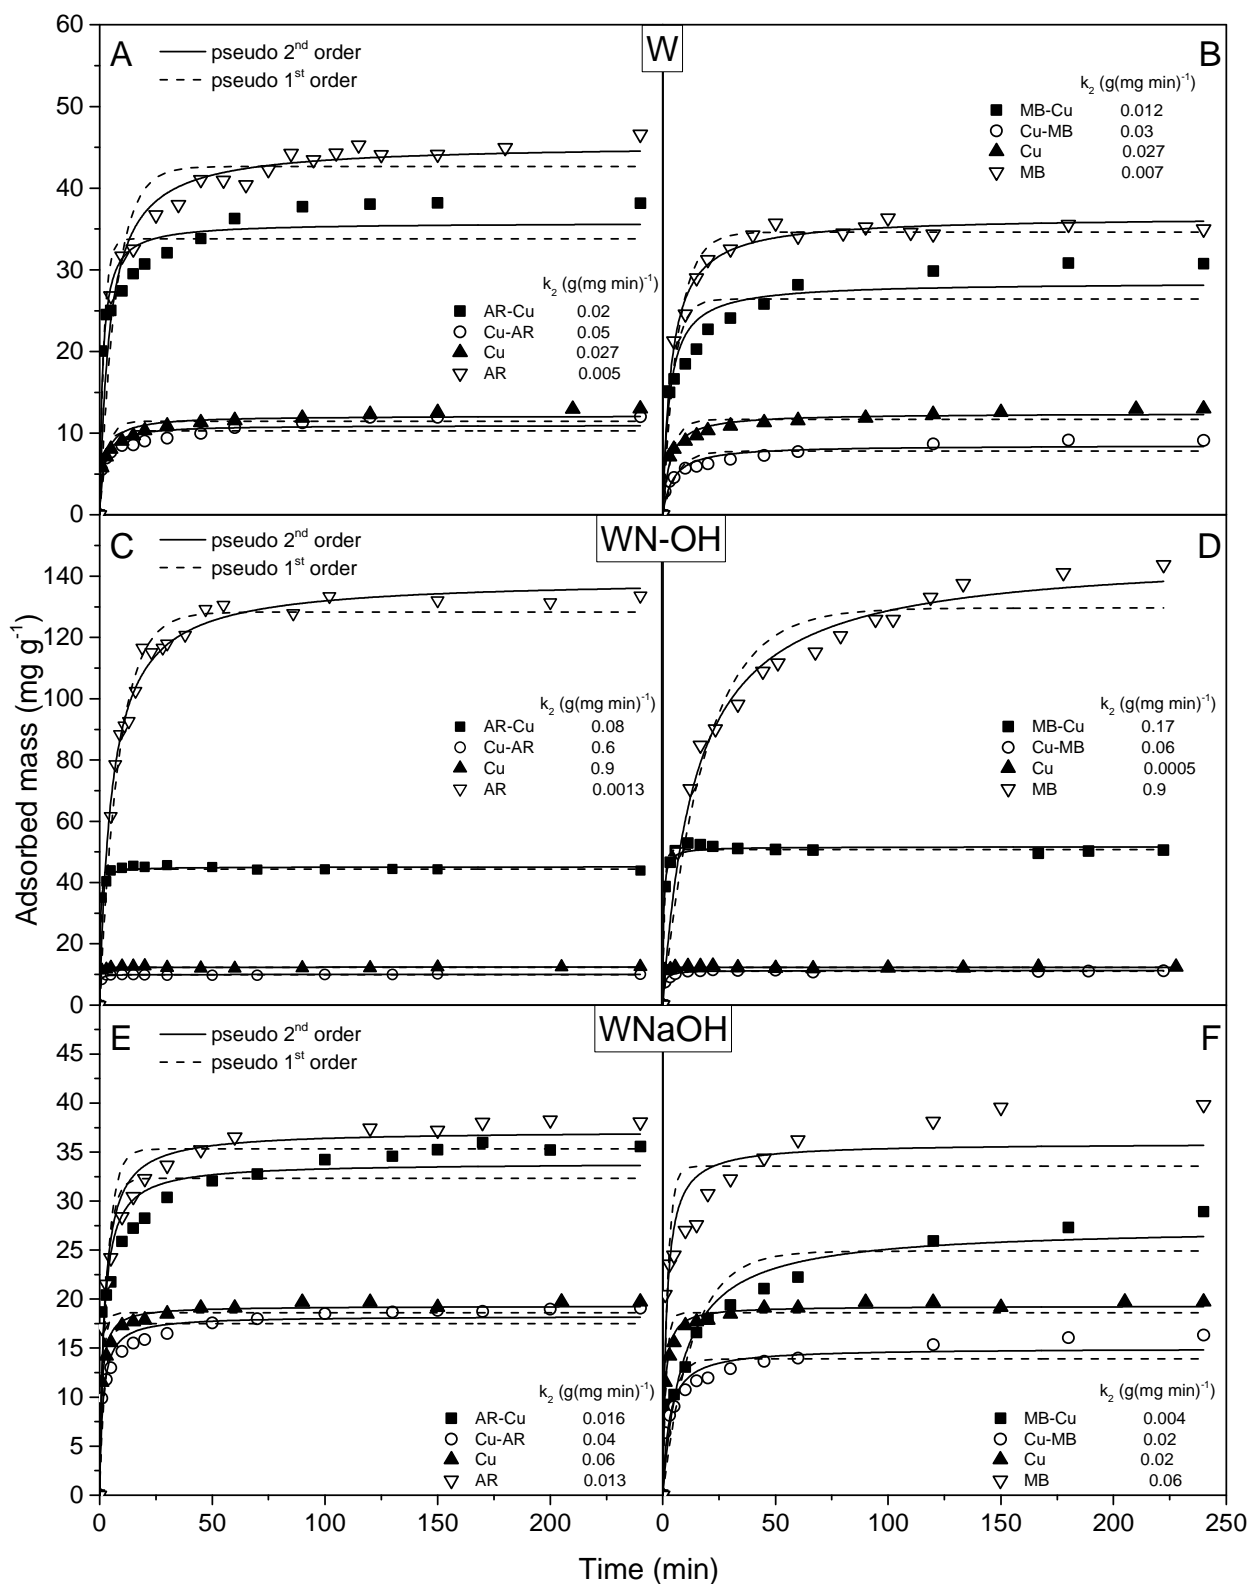 60
50
40
30
20
10
0
A
pseudo 2nd order
pseudo 1st order
W
B
k2 (g(mg min)-1
MB-Cu 0.012
Cu-MB 0.03
Cu 0.027
MB 0.007
k2 (g(mg min)-1
AR-Cu 0.02
Cu-AR 0.05
Cu 0.027
AR 0.005
140
120
100
80
60
40
20
0
C
pseudo 2nd order
pseudo 1st order
WN-OH
D
Adsorbed mass (mg g-1)
k2 (g(mg min)-1
AR-Cu 0.08
Cu-AR 0.6
Cu 0.9
AR 0.0013
k2 (g(mg min)-1
MB-Cu 0.17
Cu-MB 0.06
Cu 0.0005
MB 0.9
45
40
35
30
25
20
15
10
5
0
E
pseudo 2nd order
pseudo 1st order
WNaOH
F
k2 (g(mg min)-1
AR-Cu 0.016
Cu-AR 0.04
Cu 0.06
AR 0.013
k2 (g(mg min)-1
MB-Cu 0.004
Cu-MB 0.02
Cu 0.02
MB 0.06
0 50 100 150 200 0 50 100 150 200 250
Time (min)